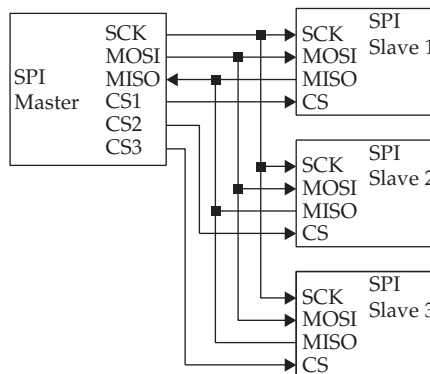 SPI
Master
SCK
MOSI
MISO
CS1
CS2
CS3
SPI
Slave 1
SCK
MOSI
MISO
CS
SPI
Slave 2
SCK
MOSI
MISO
CS
SPI
Slave 3
SCK
MOSI
MISO
CS